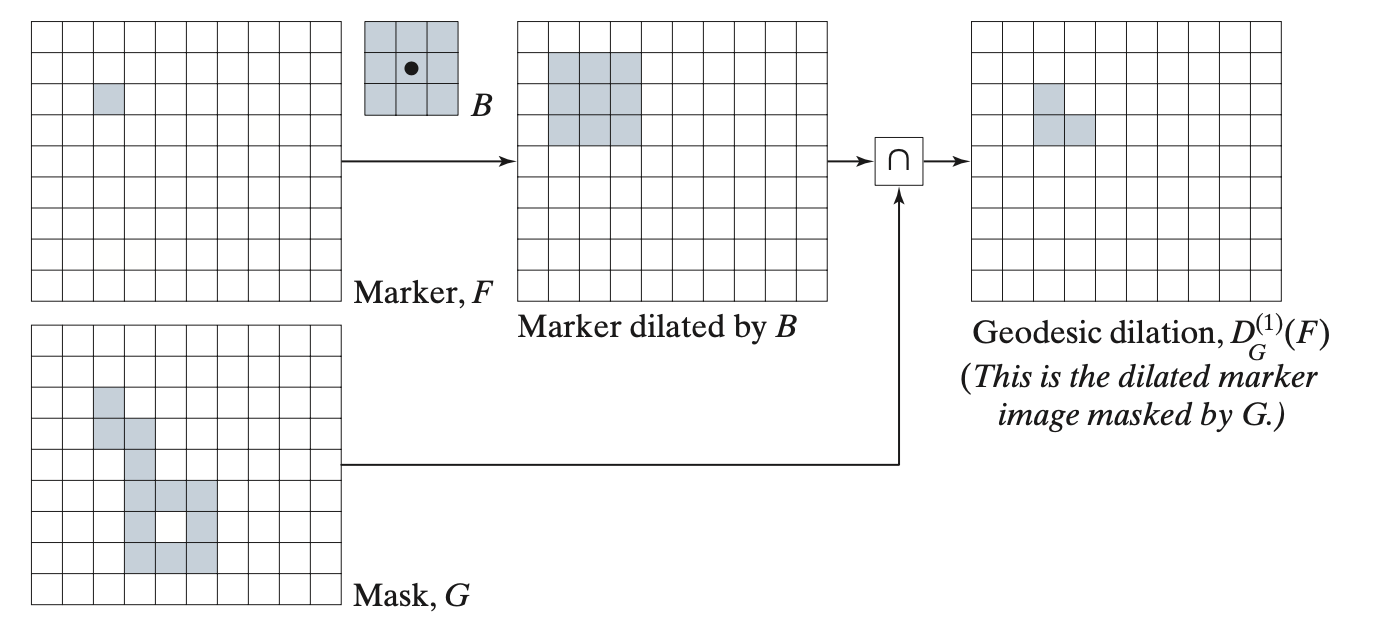 B
∩
Marker, F
Marker dilated by B
Geodesic dilation, D_G^(1)(F)
(This is the dilated marker
image masked by G.)
Mask, G